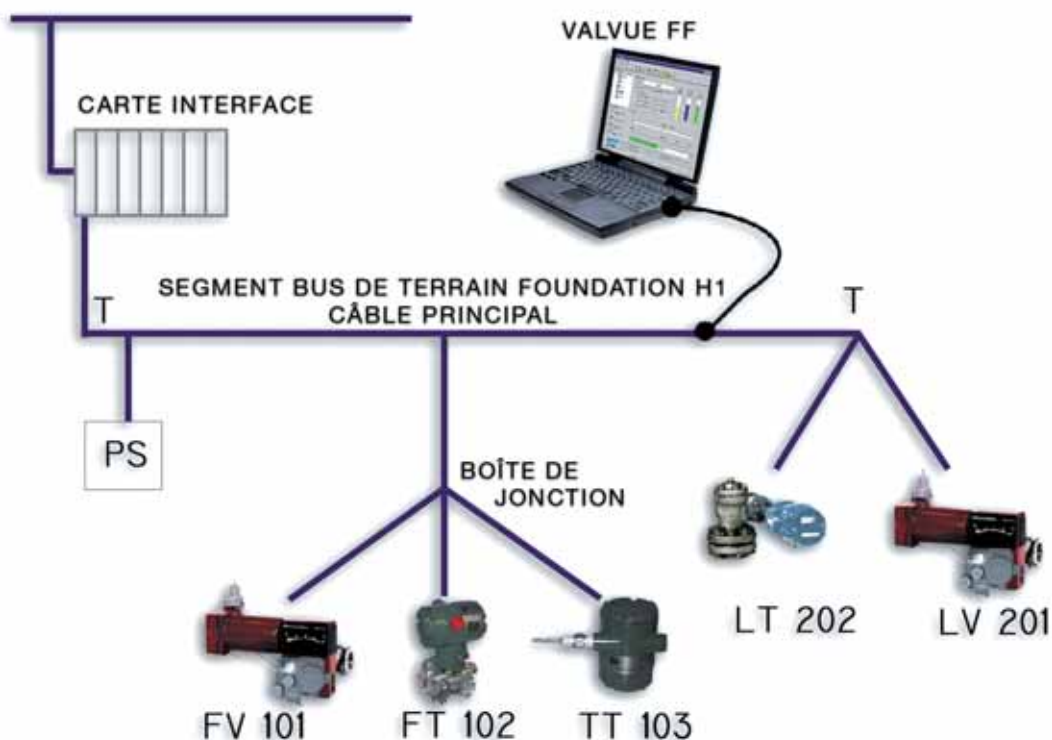 VALVUE FF
CARTE INTERFACE
T
SEGMENT BUS DE TERRAIN FOUNDATION H1
CÂBLE PRINCIPAL
T
PS
BOÎTE DE
JONCTION
LT 202
LV 201
FV 101
FT 102
TT 103